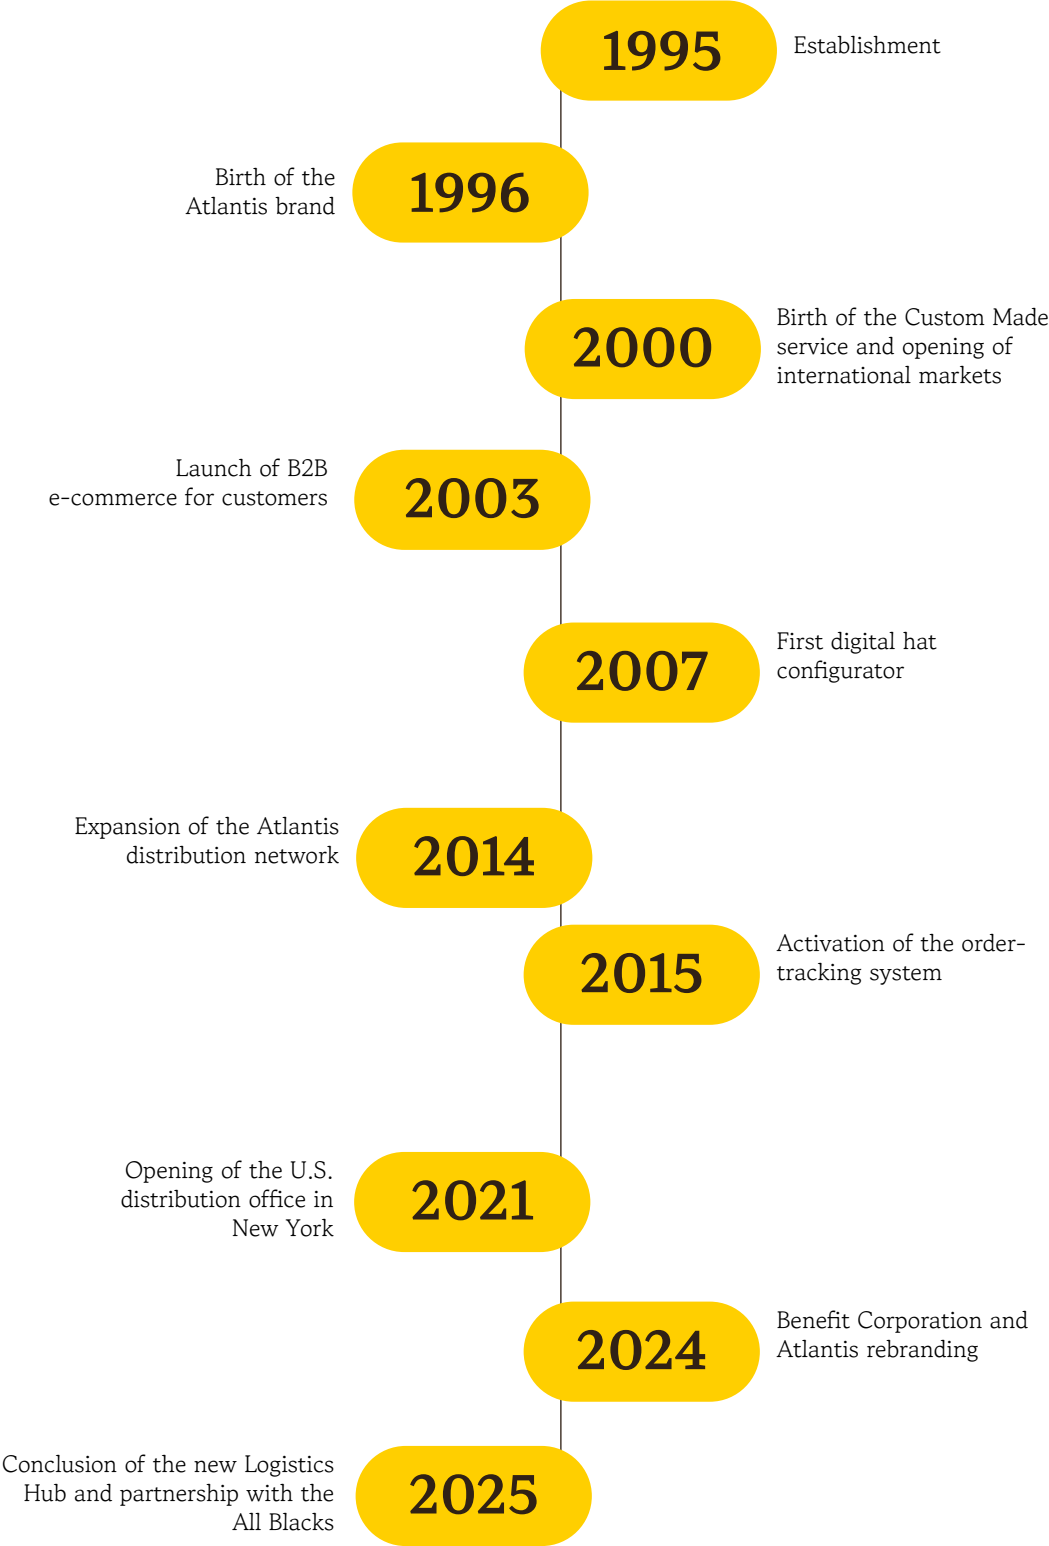 1995
Establishment
Birth of the
Atlantis brand
1996
2000
Birth of the Custom Made
service and opening of
international markets
Launch of B2B
e-commerce for customers
2003
2007
First digital hat
configurator
Expansion of the Atlantis
distribution network
2014
2015
Activation of the order-
tracking system
Opening of the U.S.
distribution office in
New York
2021
2024
Benefit Corporation and
Atlantis rebranding
Conclusion of the new Logistics
Hub and partnership with the
All Blacks
2025